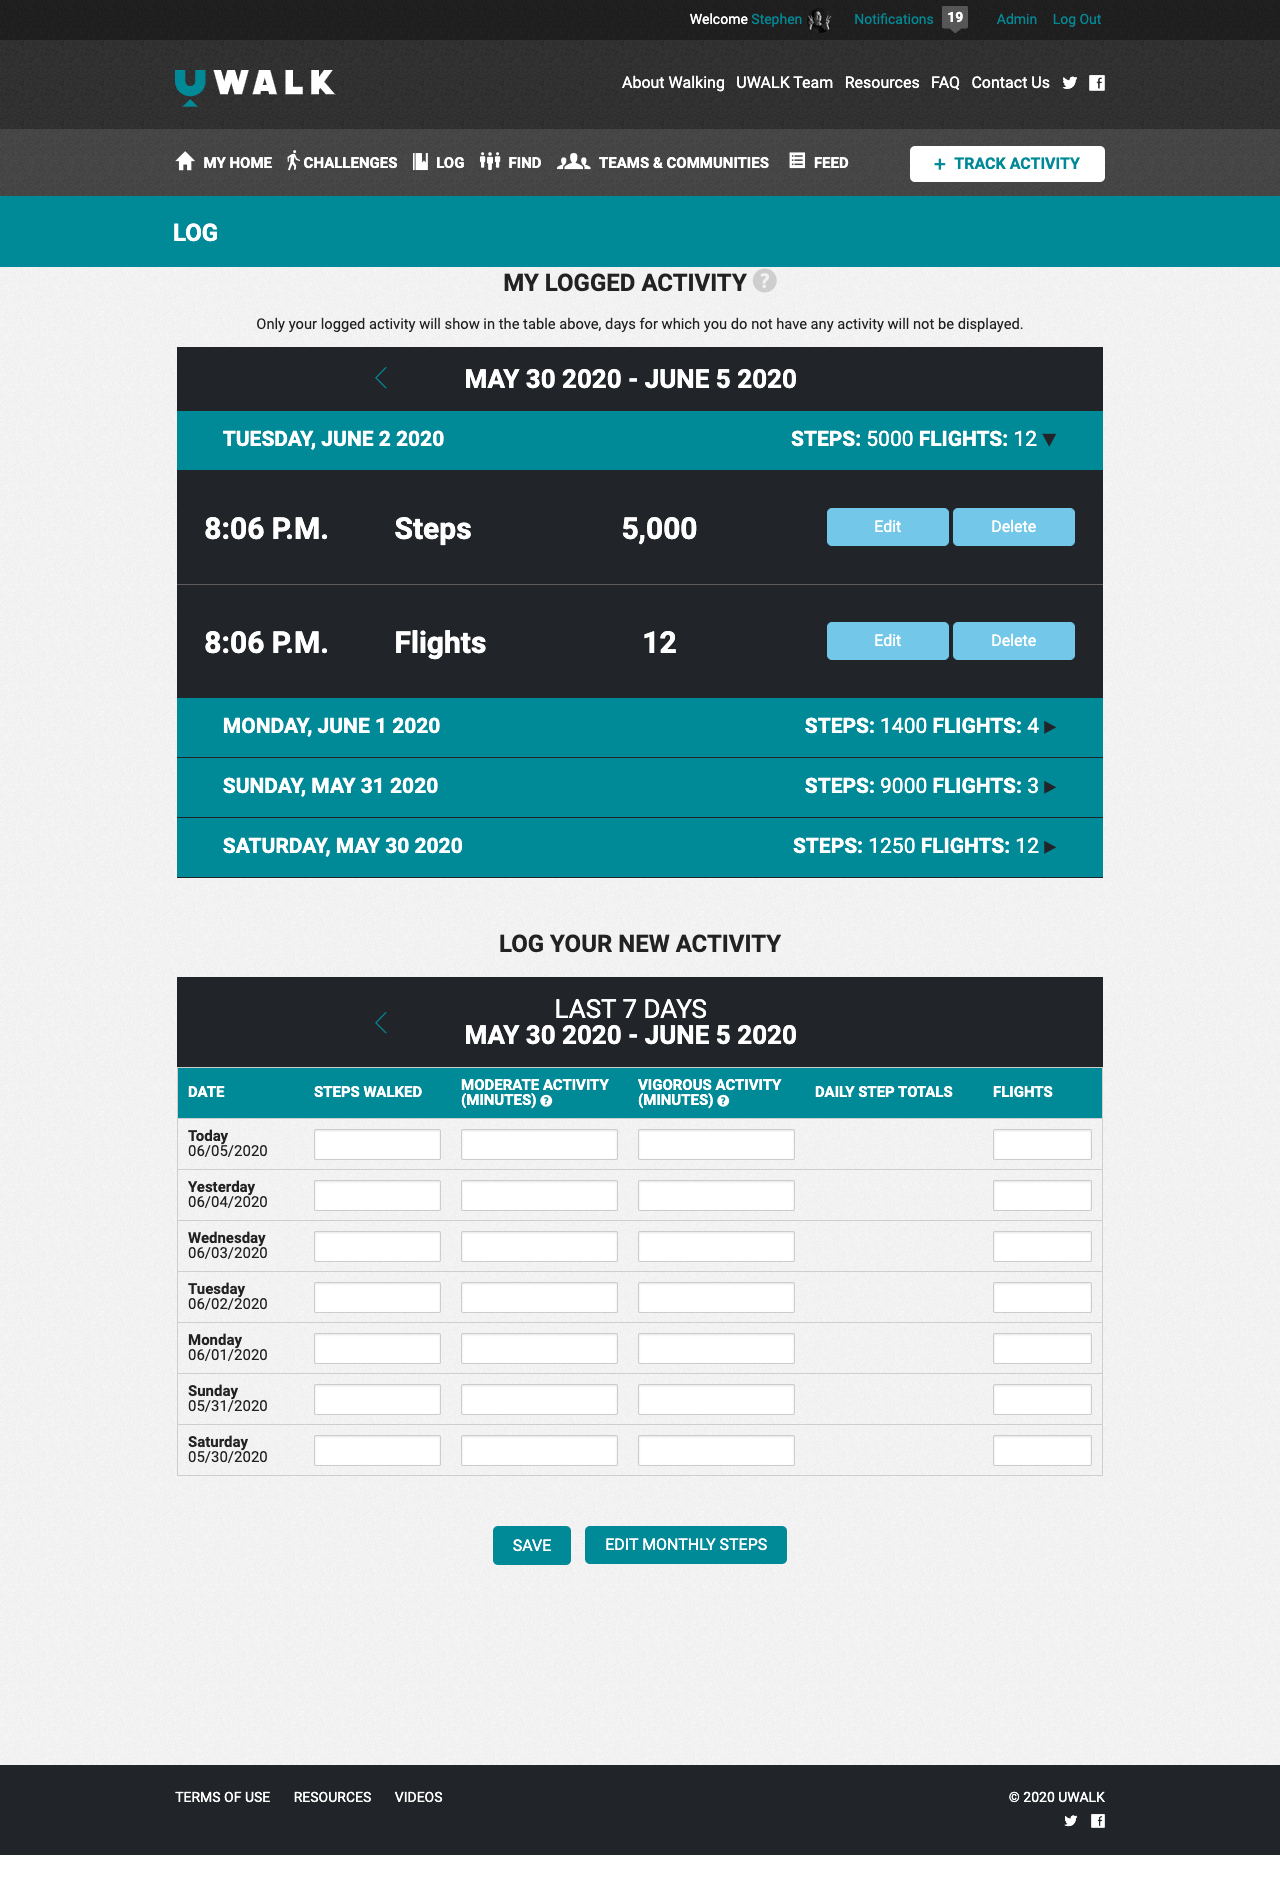 Welcome Stephen Notifications 19 Admin Log Out
UWALK
About Walking UWALK Team Resources FAQ Contact Us
MY HOME CHALLENGES LOG FIND TEAMS & COMMUNITIES FEED + TRACK ACTIVITY
LOG
MY LOGGED ACTIVITY ?
Only your logged activity will show in the table above, days for which you do not have any activity will not be displayed.
MAY 30 2020 - JUNE 5 2020
TUESDAY, JUNE 2 2020 STEPS: 5000 FLIGHTS: 12
8:06 P.M. Steps 5,000 Edit Delete
8:06 P.M. Flights 12 Edit Delete
MONDAY, JUNE 1 2020 STEPS: 1400 FLIGHTS: 4
SUNDAY, MAY 31 2020 STEPS: 9000 FLIGHTS: 3
SATURDAY, MAY 30 2020 STEPS: 1250 FLIGHTS: 12
LOG YOUR NEW ACTIVITY
LAST 7 DAYS
MAY 30 2020 - JUNE 5 2020
DATE STEPS WALKED MODERATE ACTIVITY (MINUTES) ? VIGOROUS ACTIVITY (MINUTES) ? DAILY STEP TOTALS FLIGHTS
Today
06/05/2020
Yesterday
06/04/2020
Wednesday
06/03/2020
Tuesday
06/02/2020
Monday
06/01/2020
Sunday
05/31/2020
Saturday
05/30/2020
SAVE EDIT MONTHLY STEPS
TERMS OF USE RESOURCES VIDEOS © 2020 UWALK